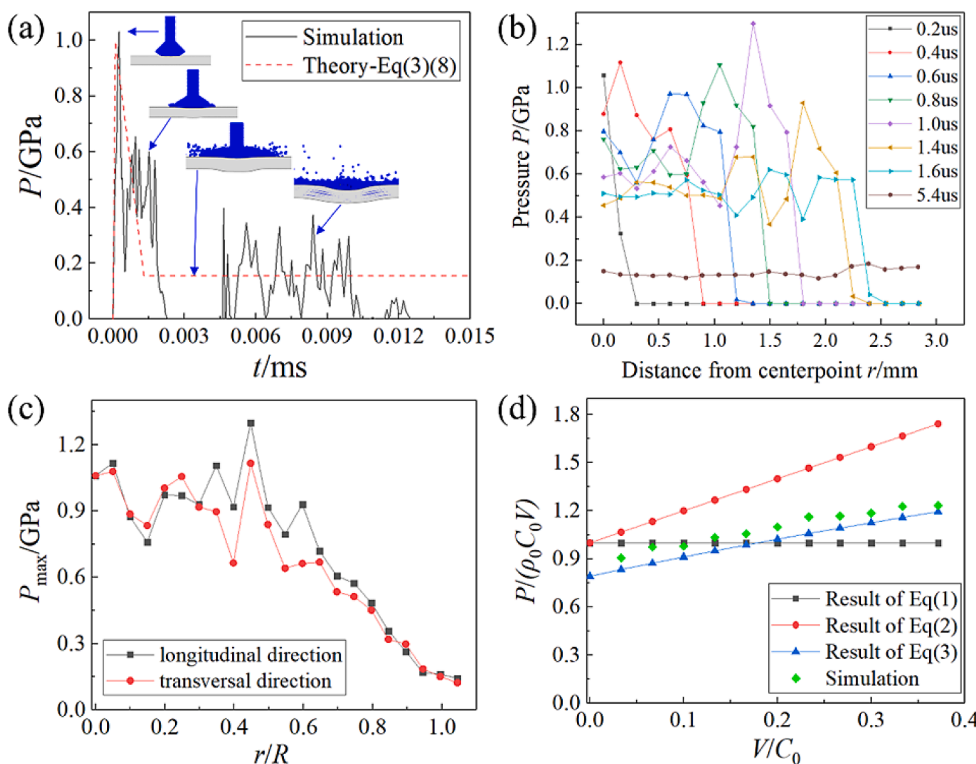 (a)
P/GPa
1.0
0.8
0.6
0.4
0.2
0.0
Simulation
Theory-Eq(3)(8)
0.000
0.003
0.006
0.009
0.012
0.015
t/ms
(b)
Pressure P/GPa
1.2
1.0
0.8
0.6
0.4
0.2
0.0
0.2us
0.4us
0.6us
0.8us
1.0us
1.4us
1.6us
5.4us
0.0
0.5
1.0
1.5
2.0
2.5
3.0
Distance from centerpoint r/mm
(c)
Pmax/GPa
1.2
0.9
0.6
0.3
0.0
longitudinal direction
transversal direction
0.0
0.2
0.4
0.6
0.8
1.0
r/R
(d)
P/(ρ0C0V)
1.8
1.5
1.2
0.9
0.6
0.3
0.0
Result of Eq(1)
Result of Eq(2)
Result of Eq(3)
Simulation
0.0
0.1
0.2
0.3
0.4
V/C0